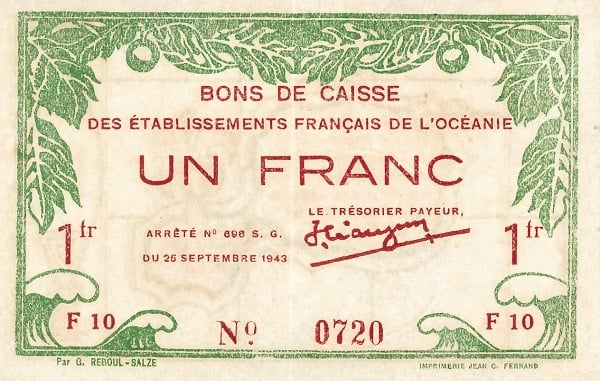 BONS DE CAISSE
DES ÉTABLISSEMENTS FRANÇAIS DE L'OCÉANIE
UN FRANC
LE TRÉSORIER PAYEUR,
1fr
ARRÊTÉ Nº 696 S. G.
1fr
DU 25 SEPTEMBRE 1943
F 10
Nº 0720
F 10
Par G. REBOUL - SALZE
IMPRIMERIE JEAN G. FERRAND